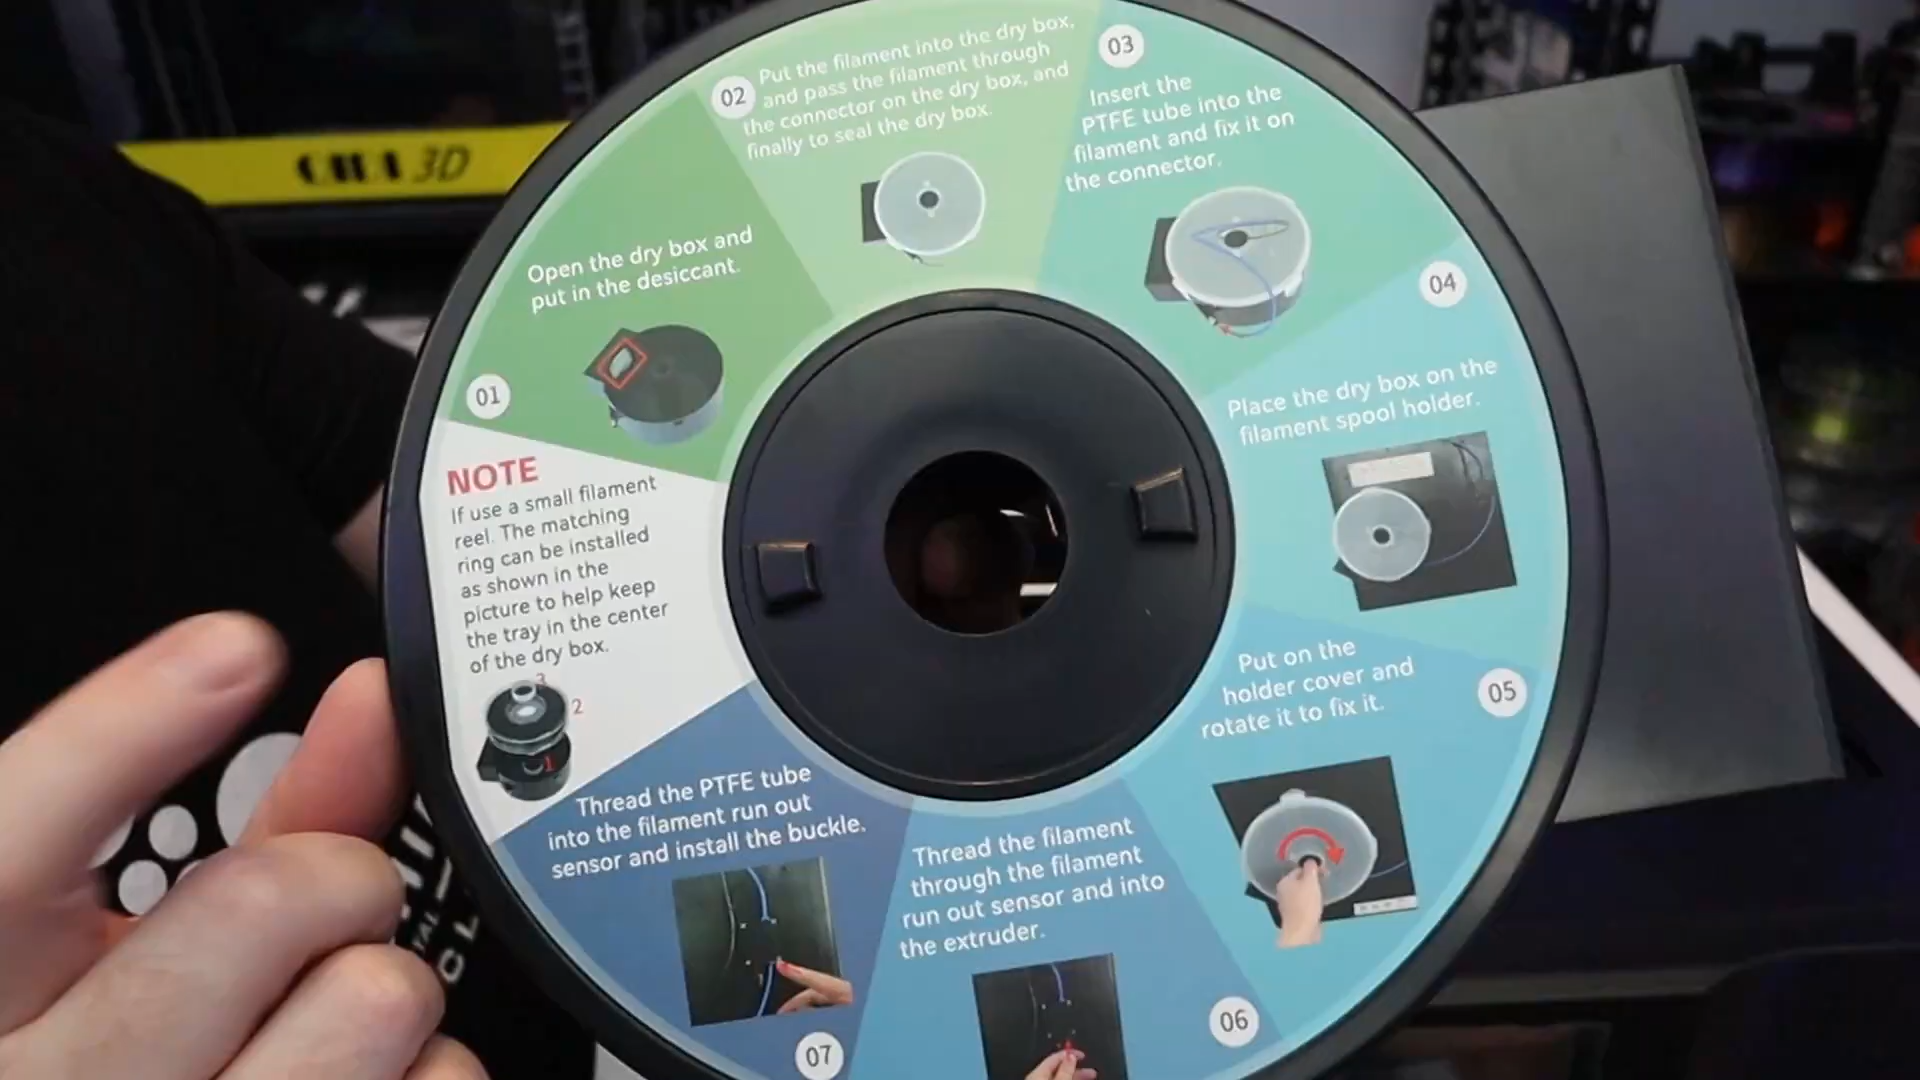 01
Open the dry box and
put in the desiccant.
02
Put the filament into the dry box,
and pass the filament through
the connector on the dry box, and
finally to seal the dry box.
03
Insert the
PTFE tube into the
filament and fix it on
the connector.
04
Place the dry box on the
filament spool holder.
05
Put on the
holder cover and
rotate it to fix it.
06
Thread the filament
through the filament
run out sensor and into
the extruder.
07
Thread the PTFE tube
into the filament run out
sensor and install the buckle.
NOTE
If use a small filament
reel. The matching
ring can be installed
as shown in the
picture to help keep
the tray in the center
of the dry box.
3
2
1
3D